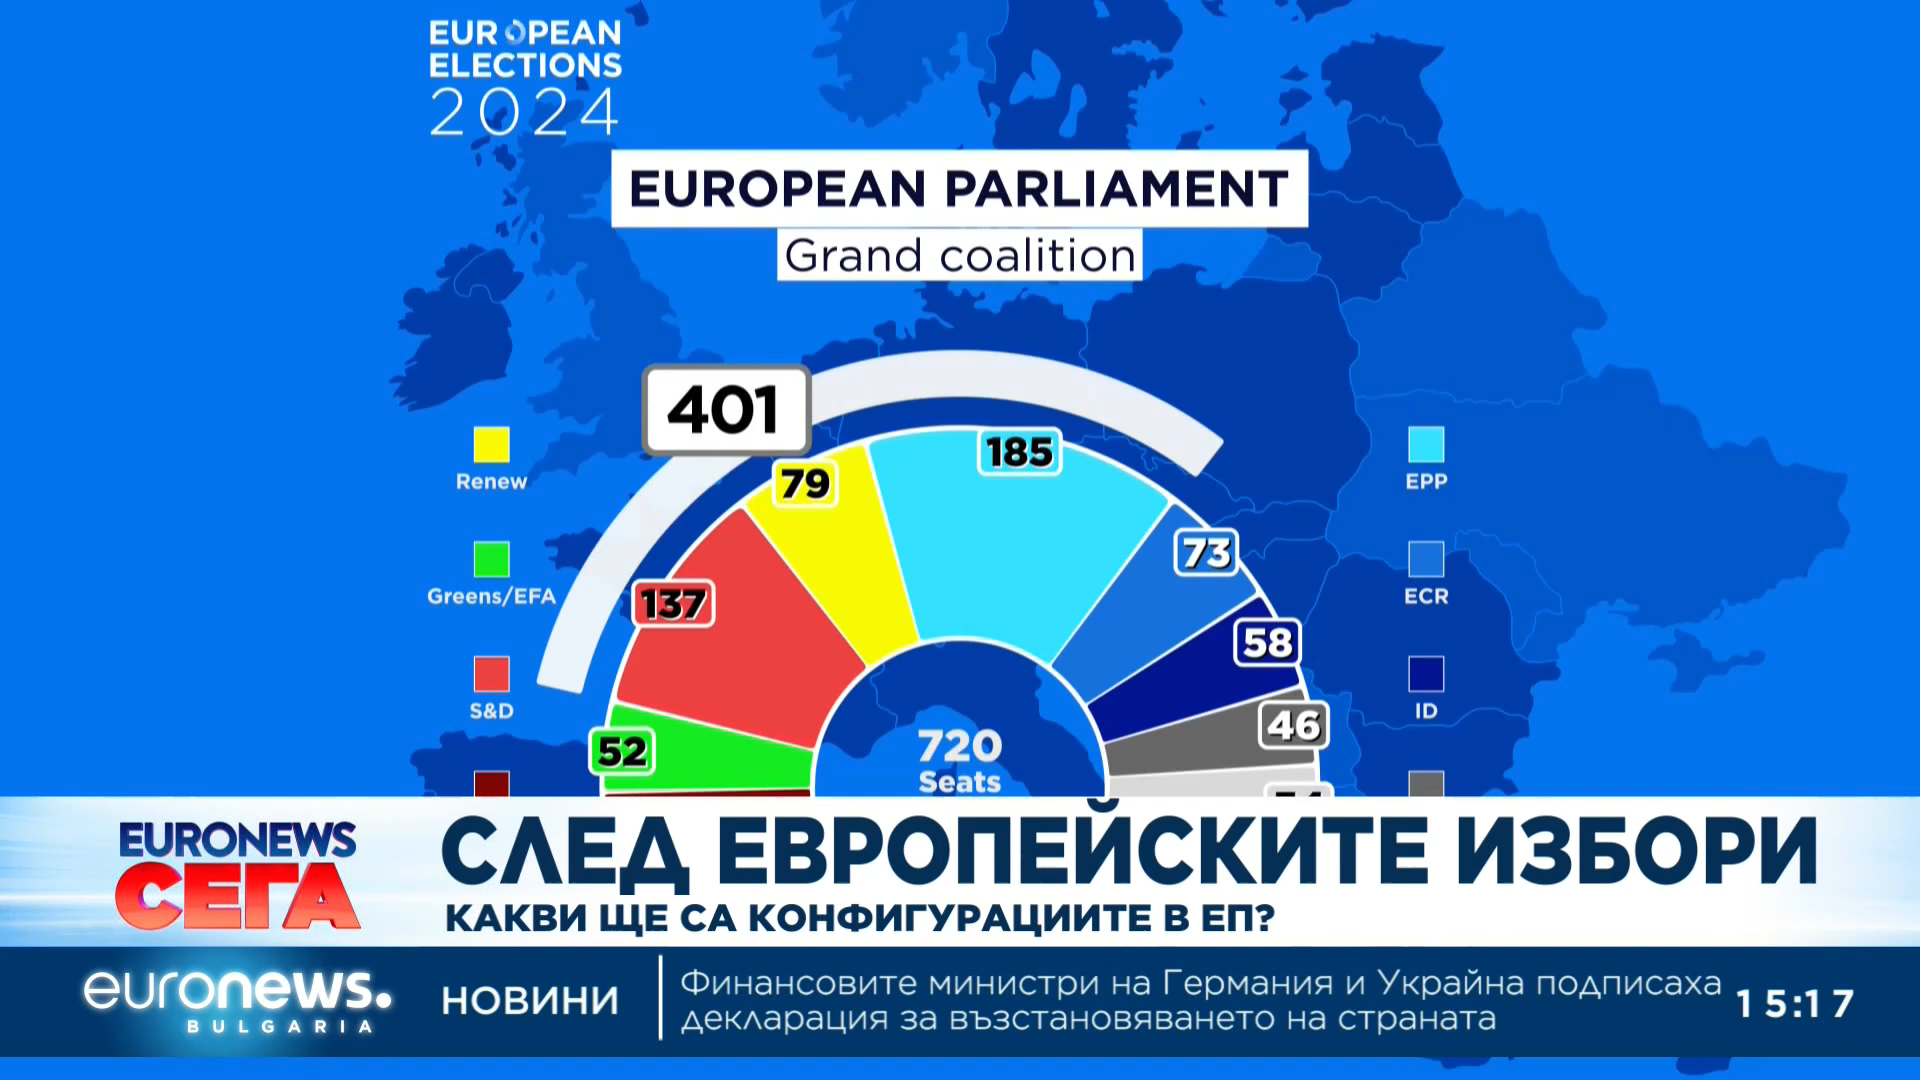 EUROPEAN
ELECTIONS
2024
EUROPEAN PARLIAMENT
Grand coalition
401
185
79
73
137
58
52
46
720
Seats
Renew
Greens/EFA
S&D
EPP
ECR
ID
EURONEWS
СЕГА
СЛЕД ЕВРОПЕЙСКИТЕ ИЗБОРИ
КАКВИ ЩЕ СА КОНФИГУРАЦИИТЕ В ЕП?
euronews.
BULGARIA
НОВИНИ
Финансовите министри на Германия и Украйна подписаха
декларация за възстановяването на страната
15:17